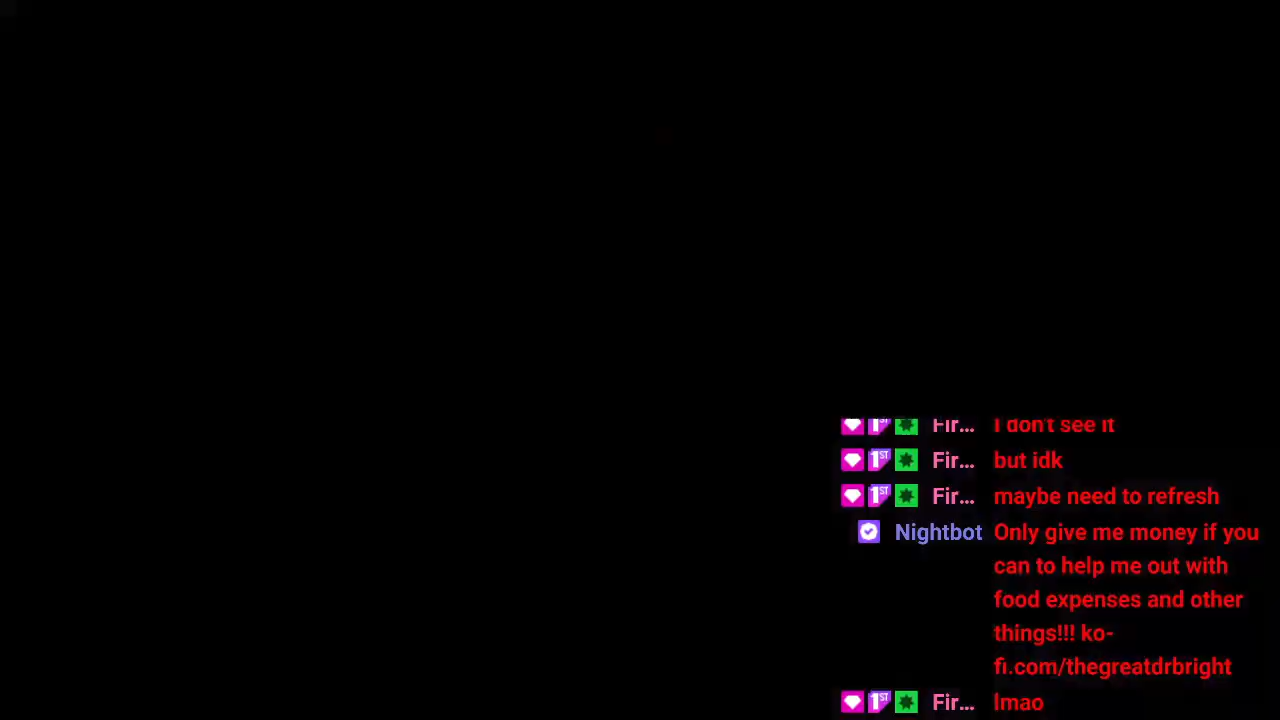 Fir... I don't see it
Fir... but idk
Fir... maybe need to refresh
Nightbot Only give me money if you
can to help me out with
food expenses and other
things!!! ko-
fi.com/thegreatdrbright
Fir... lmao